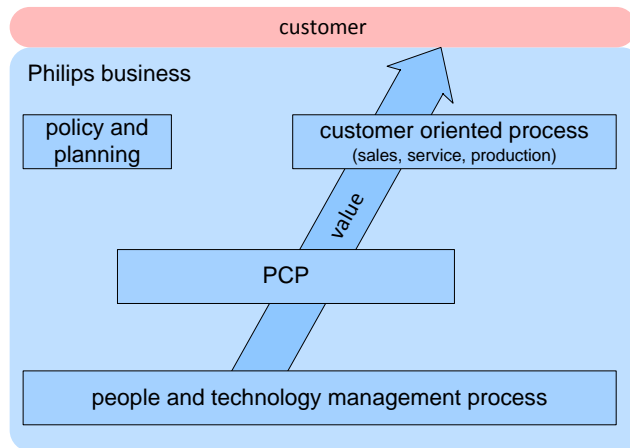 customer
Philips business
policy and
planning
customer oriented process
(sales, service, production)
value
PCP
people and technology management process